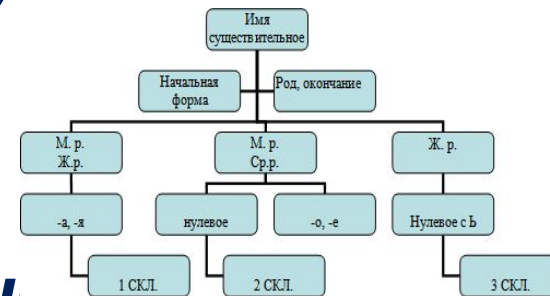 Имя
существительное
Начальная
форма
Род, окончание
М. р.
Ж.р.
М. р.
Ср.р.
Ж. р.
-а, -я
нулевое
-о, -е
Нулевое с Ь
1 СКЛ.
2 СКЛ.
3 СКЛ.